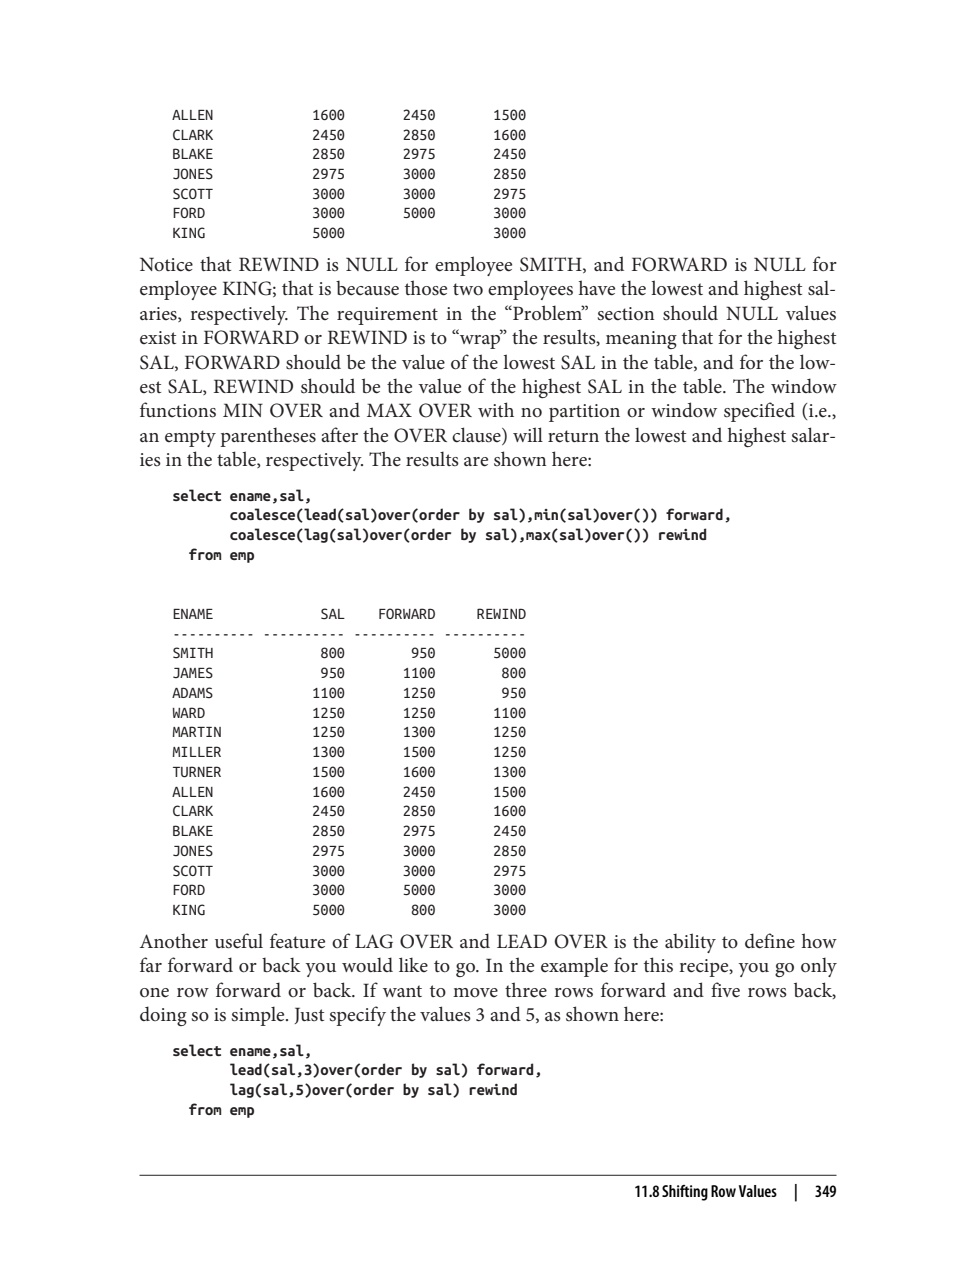 ALLEN 1600 2450 1500
CLARK 2450 2850 1600
BLAKE 2850 2975 2450
JONES 2975 3000 2850
SCOTT 3000 3000 2975
FORD 3000 5000 3000
KING 5000 3000
Notice that REWIND is NULL for employee SMITH, and FORWARD is NULL for
employee KING; that is because those two employees have the lowest and highest sal-
aries, respectively. The requirement in the “Problem” section should NULL values
exist in FORWARD or REWIND is to “wrap” the results, meaning that for the highest
SAL, FORWARD should be the value of the lowest SAL in the table, and for the low-
est SAL, REWIND should be the value of the highest SAL in the table. The window
functions MIN OVER and MAX OVER with no partition or window specified (i.e.,
an empty parentheses after the OVER clause) will return the lowest and highest salar-
ies in the table, respectively. The results are shown here:
select ename,sal,
coalesce(lead(sal)over(order by sal),min(sal)over()) forward,
coalesce(lag(sal)over(order by sal),max(sal)over()) rewind
from emp
ENAME SAL FORWARD REWIND
---------- ---------- ---------- ----------
SMITH 800 950 5000
JAMES 950 1100 800
ADAMS 1100 1250 950
WARD 1250 1250 1100
MARTIN 1250 1300 1250
MILLER 1300 1500 1250
TURNER 1500 1600 1300
ALLEN 1600 2450 1500
CLARK 2450 2850 1600
BLAKE 2850 2975 2450
JONES 2975 3000 2850
SCOTT 3000 3000 2975
FORD 3000 5000 3000
KING 5000 800 3000
Another useful feature of LAG OVER and LEAD OVER is the ability to define how
far forward or back you would like to go. In the example for this recipe, you go only
one row forward or back. If want to move three rows forward and five rows back,
doing so is simple. Just specify the values 3 and 5, as shown here:
select ename,sal,
lead(sal,3)over(order by sal) forward,
lag(sal,5)over(order by sal) rewind
from emp
11.8 Shifting Row Values | 349